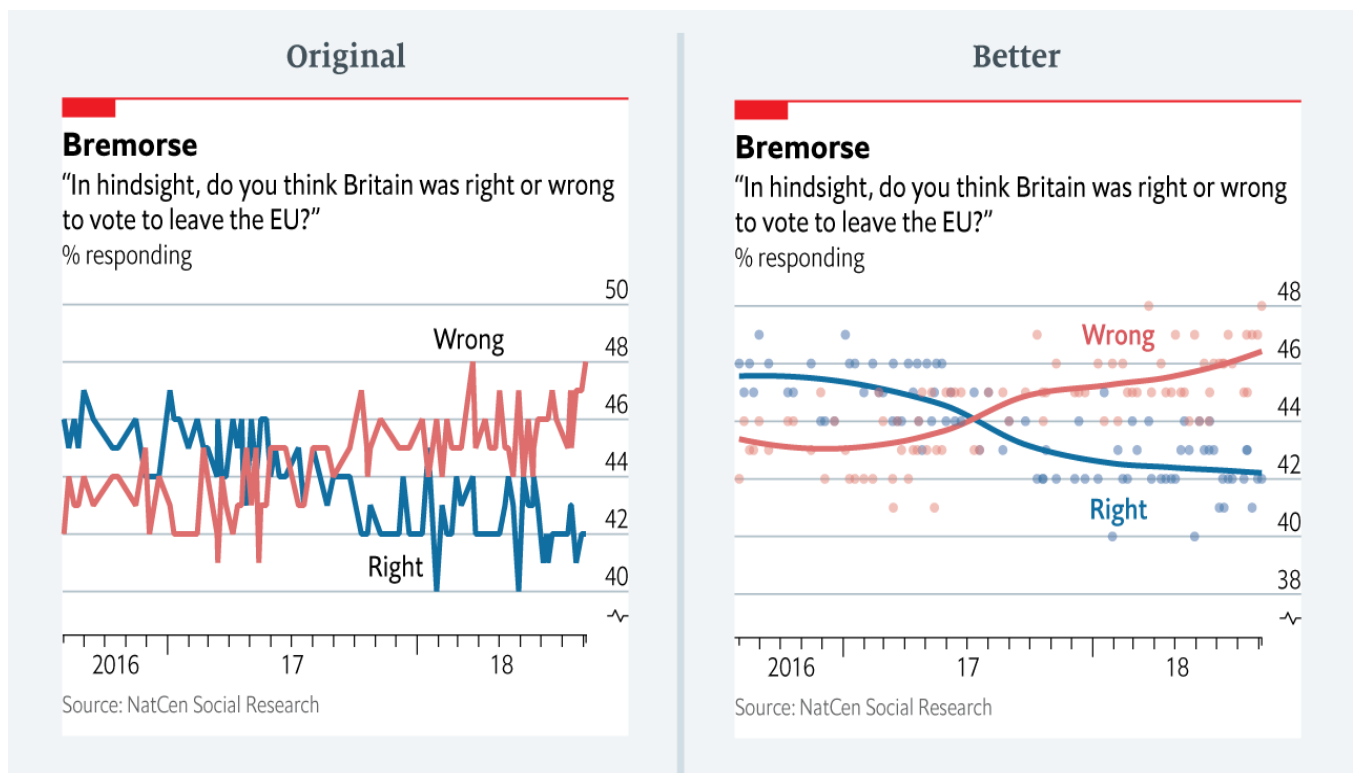 Original
Bremorse
“In hindsight, do you think Britain was right or wrong
to vote to leave the EU?”
% responding
50
Wrong
48
46
44
42
Right
40
2016 17 18
Source: NatCen Social Research
Better
Bremorse
“In hindsight, do you think Britain was right or wrong
to vote to leave the EU?”
% responding
48
Wrong
46
44
42
Right
40
38
2016 17 18
Source: NatCen Social Research